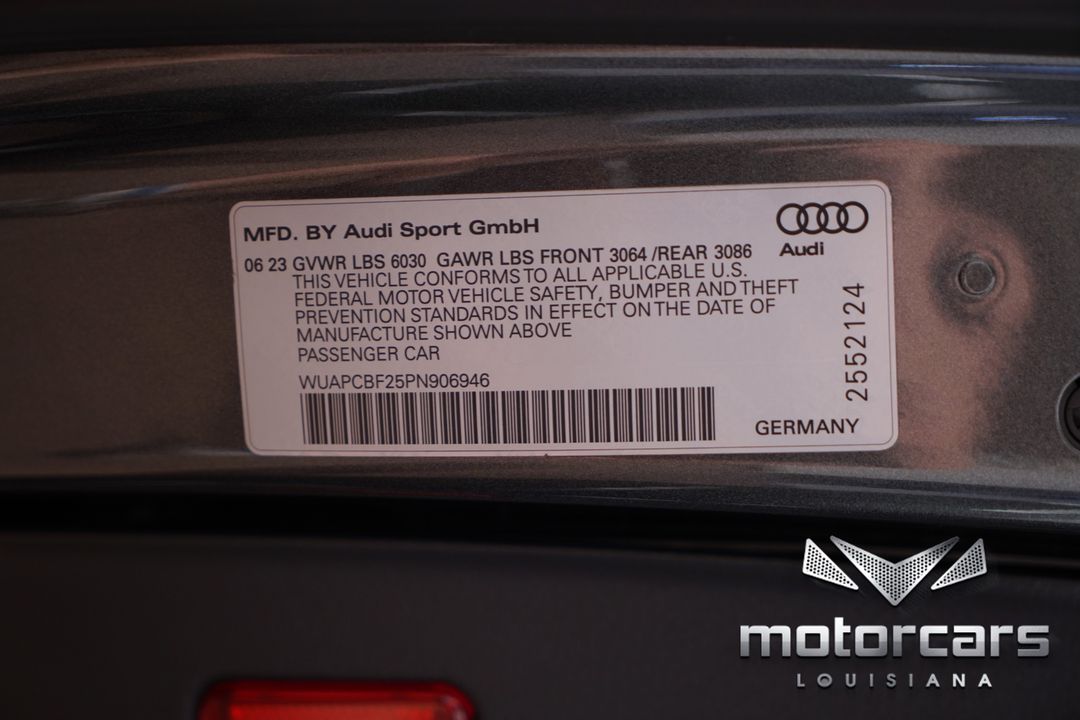 MFD. BY Audi Sport GmbH
Audi
06 23 GVWR LBS 6030 GAWR LBS FRONT 3064 /REAR 3086
THIS VEHICLE CONFORMS TO ALL APPLICABLE U.S.
FEDERAL MOTOR VEHICLE SAFETY, BUMPER AND THEFT
PREVENTION STANDARDS IN EFFECT ON THE DATE OF
MANUFACTURE SHOWN ABOVE
PASSENGER CAR
WUAPCBF25PN906946
2552124
GERMANY
motorcars
LOUISIANA